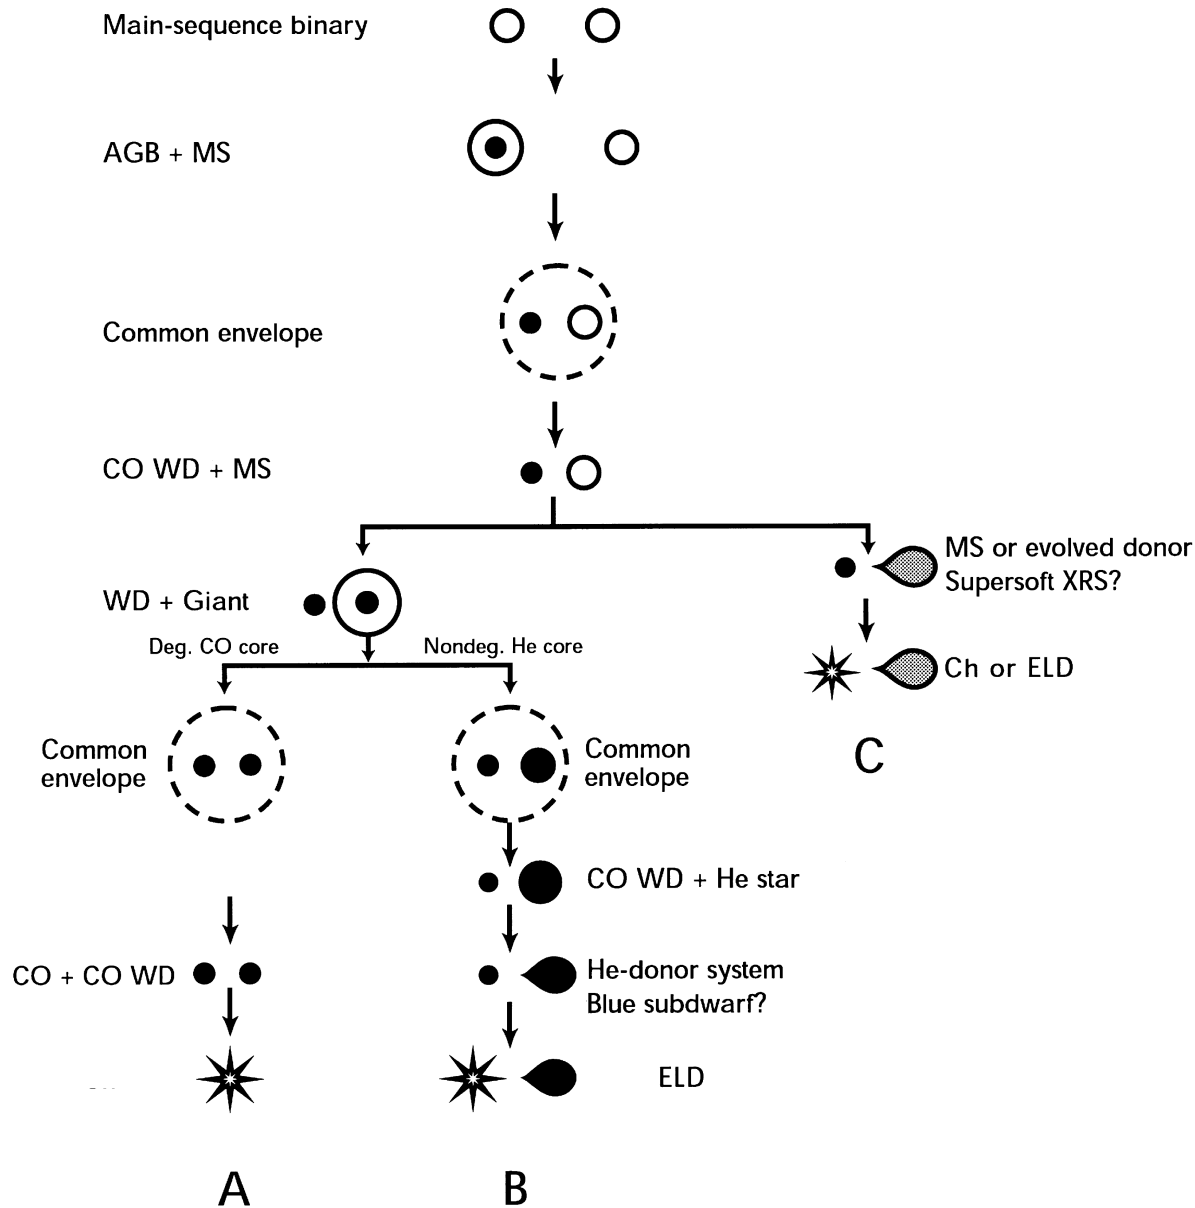 Main-sequence binary
AGB + MS
Common envelope
CO WD + MS
MS or evolved donor
Supersoft XRS?
WD + Giant
Deg. CO core
Nondeg. He core
Ch or ELD
C
Common
envelope
Common
envelope
CO WD + He star
CO + CO WD
He-donor system
Blue subdwarf?
ELD
A
B